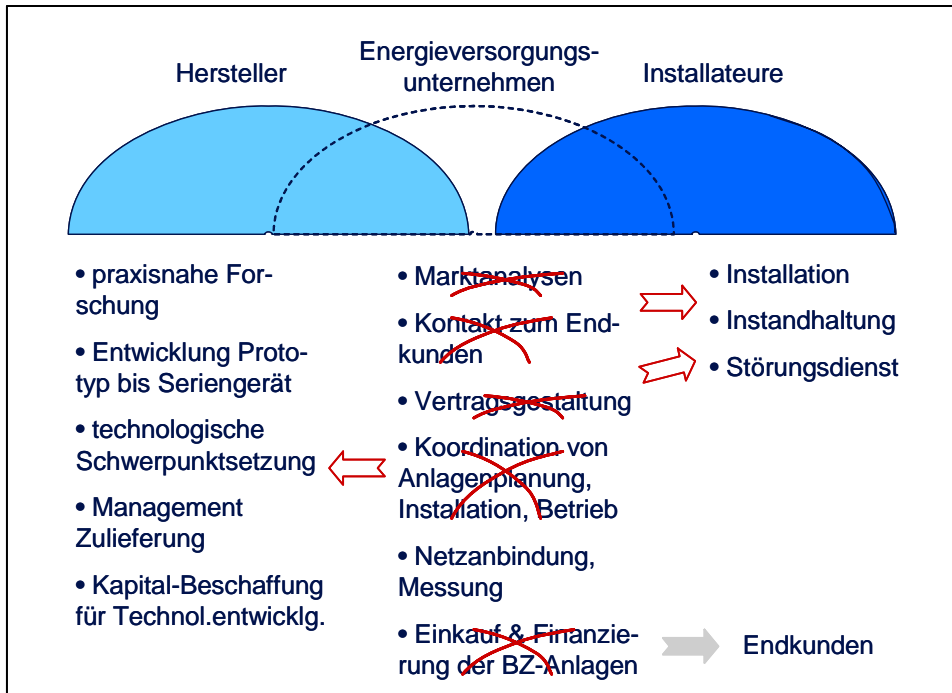 Hersteller
Energieversorgungs-
unternehmen
Installateure
• praxisnahe For-
schung
• Entwicklung Proto-
typ bis Seriengerät
• technologische
Schwerpunktsetzung
• Management
Zulieferung
• Kapital-Beschaffung
für Technol.entwicklg.
• Marktanalysen
• Kontakt zum End-
kunden
• Vertragsgestaltung
• Koordination von
Anlagenplanung,
Installation, Betrieb
• Netzanbindung,
Messung
• Einkauf & Finanzie-
rung der BZ-Anlagen
• Installation
• Instandhaltung
• Störungsdienst
Endkunden